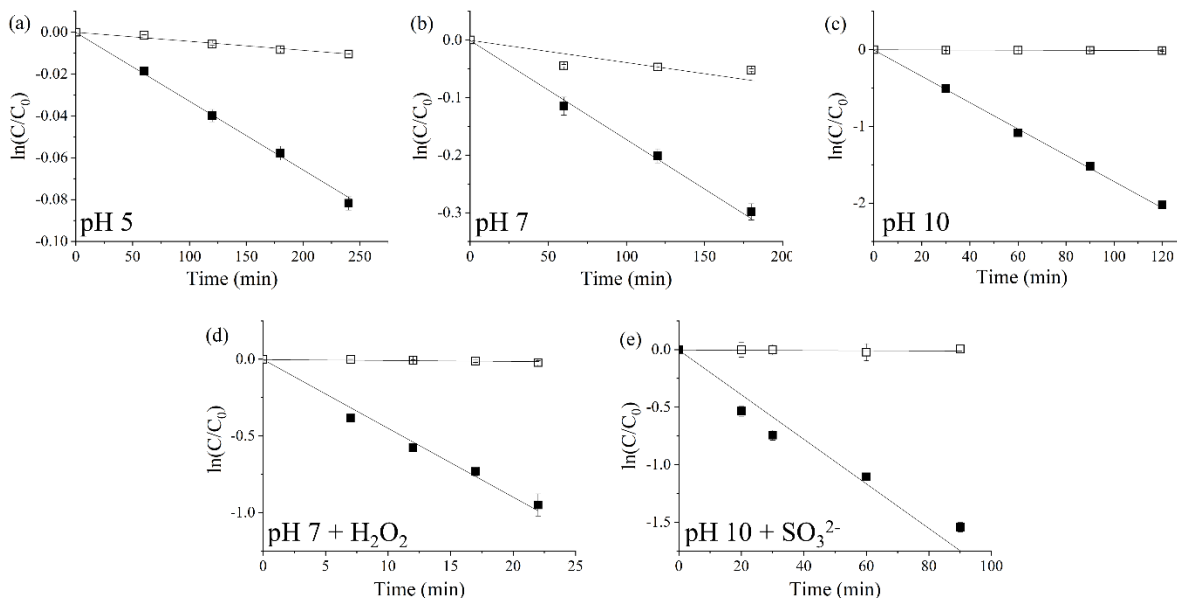 (a)
0.00
-0.02
-0.04
-0.06
-0.08
-0.10
ln(C/C₀)
pH 5
0 50 100 150 200 250
Time (min)
(b)
0.0
-0.1
-0.2
-0.3
ln(C/C₀)
pH 7
0 50 100 150 200
Time (min)
(c)
0
-1
-2
ln(C/C₀)
pH 10
0 20 40 60 80 100 120
Time (min)
(d)
0.0
-0.5
-1.0
ln(C/C₀)
pH 7 + H₂O₂
0 5 10 15 20 25
Time (min)
(e)
0.0
-0.5
-1.0
-1.5
ln(C/C₀)
pH 10 + SO₃²⁻
0 20 40 60 80 100
Time (min)